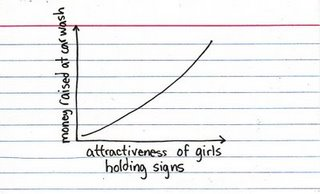 money raised at car wash
attractiveness of girls
holding signs